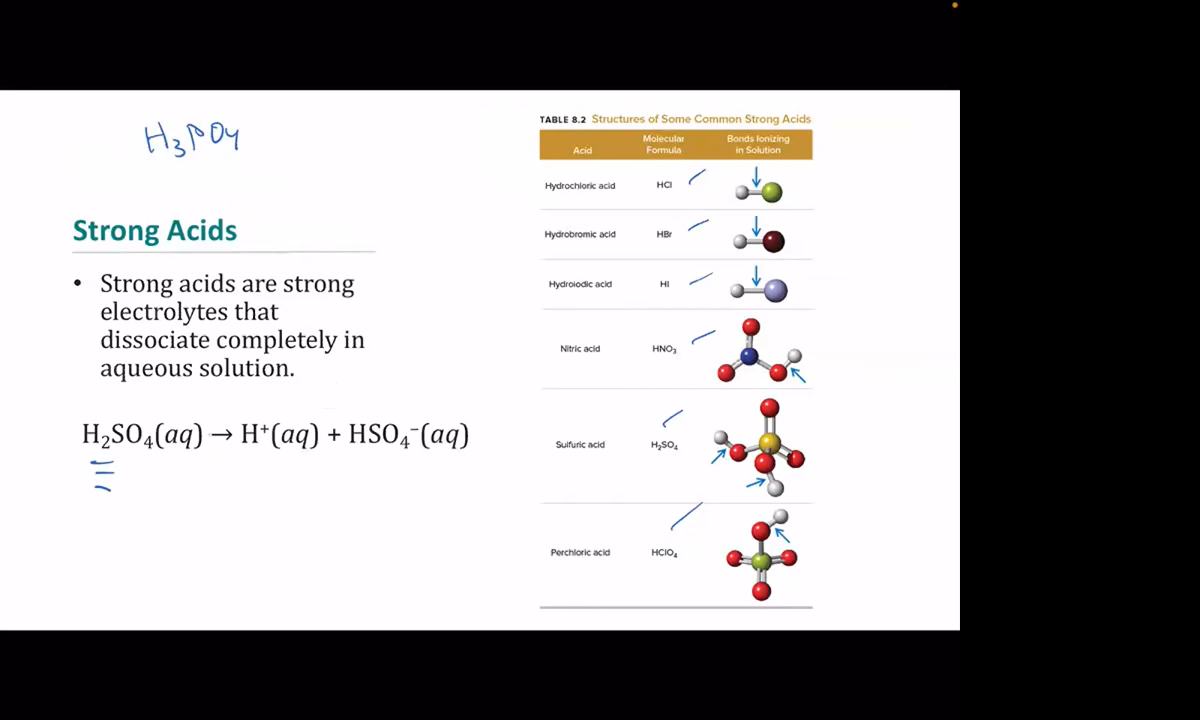 H₃PO₄
Strong Acids
• Strong acids are strong
electrolytes that
dissociate completely in
aqueous solution.
H₂SO₄(aq) → H⁺(aq) + HSO₄⁻(aq)
TABLE 8.2 Structures of Some Common Strong Acids
Acid Molecular Formula Bonds Ionizing in Solution
Hydrochloric acid HCl
Hydrobromic acid HBr
Hydroiodic acid HI
Nitric acid HNO₃
Sulfuric acid H₂SO₄
Perchloric acid HClO₄